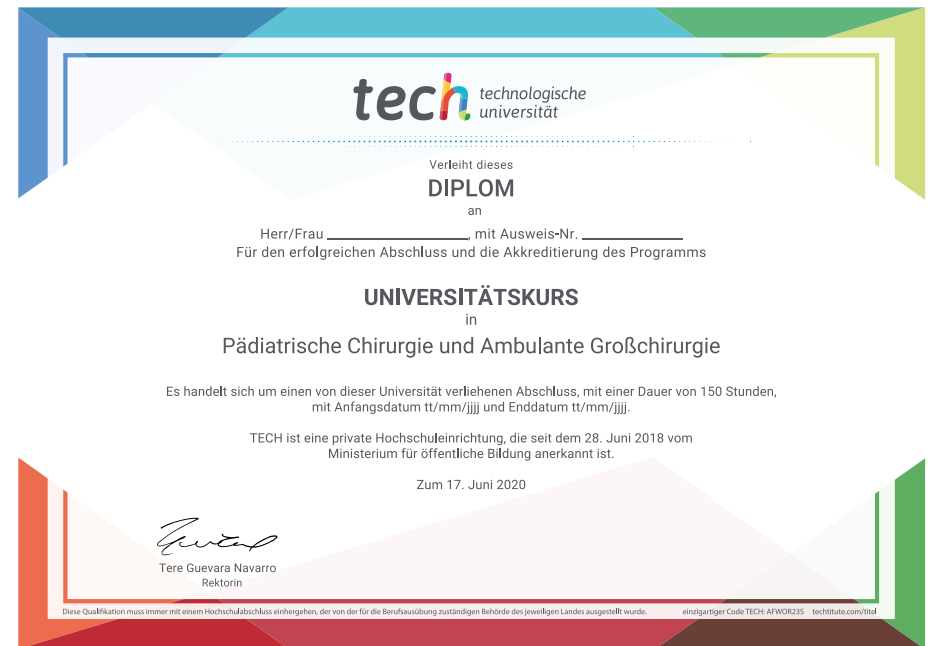 tech technologische
universität
Verleiht dieses
DIPLOM
an
Herr/Frau ____________________, mit Ausweis-Nr. ______________
Für den erfolgreichen Abschluss und die Akkreditierung des Programms
UNIVERSITÄTSKURS
in
Pädiatrische Chirurgie und Ambulante Großchirurgie
Es handelt sich um einen von dieser Universität verliehenen Abschluss, mit einer Dauer von 150 Stunden,
mit Anfangsdatum tt/mm/jjjj und Enddatum tt/mm/jjjj.
TECH ist eine private Hochschuleinrichtung, die seit dem 28. Juni 2018 vom
Ministerium für öffentliche Bildung anerkannt ist.
Zum 17. Juni 2020
Tere Guevara Navarro
Rektorin
Diese Qualifikation muss immer mit einem Hochschulabschluss einhergehen, der von der für die Berufsausübung zuständigen Behörde des jeweiligen Landes ausgestellt wurde. einzigartiger Code TECH: AFWOR23S techtitute.com/titel